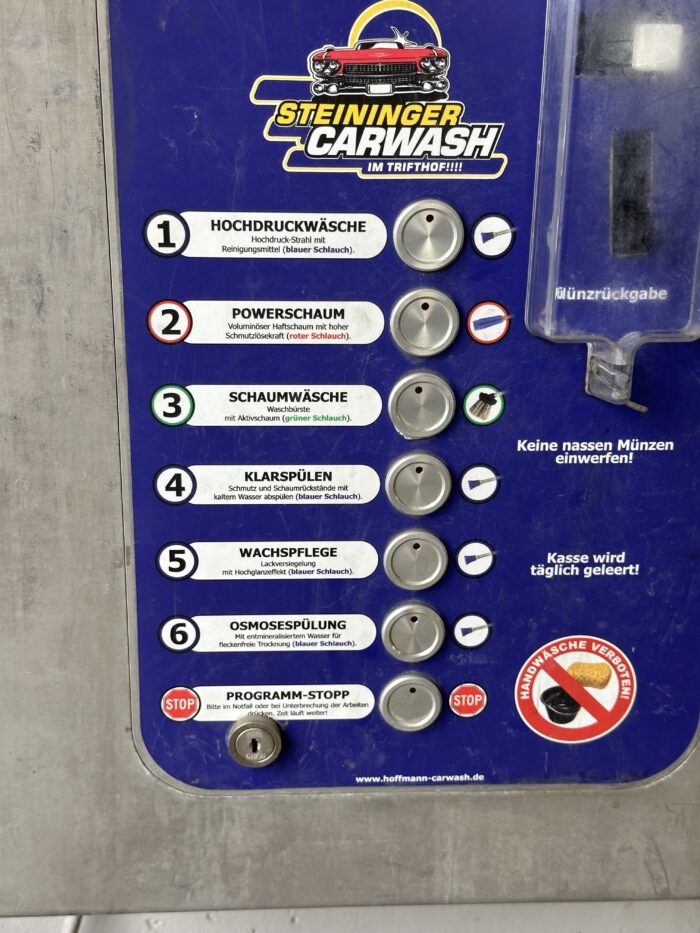 STEININGER
CARWASH
IM TRIFTHOF!!!!
1
HOCHDRUCKWÄSCHE
Hochdruck-Strahl mit
Reinigungsmittel (blauer Schlauch).
2
POWERSCHAUM
Voluminöser Haftschaum mit hoher
Schmutzlösekraft (roter Schlauch).
3
SCHAUMWÄSCHE
Waschbürste
mit Aktivschaum (grüner Schlauch).
4
KLARSPÜLEN
Schmutz und Schaumrückstände mit
kaltem Wasser abspülen (blauer Schlauch).
5
WACHSPFLEGE
Lackversiegelung
mit Hochglanzeffekt (blauer Schlauch).
6
OSMOSESPÜLUNG
Mit entmineralisiertem Wasser für
fleckenfreie Trocknung (blauer Schlauch).
STOP
PROGRAMM-STOPP
Bitte im Notfall oder bei Unterbrechung der Arbeiten
drücken. Zeit läuft weiter!
STOP
Münzrückgabe
Keine nassen Münzen
einwerfen!
Kasse wird
täglich geleert!
HANDWÄSCHE VERBOTEN!
www.hoffmann-carwash.de